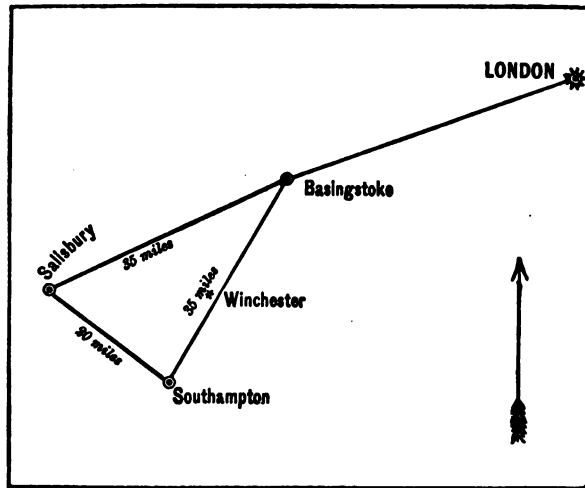 LONDON
Basingstoke
Salisbury
35 miles
35 miles
Winchester
20 miles
Southampton